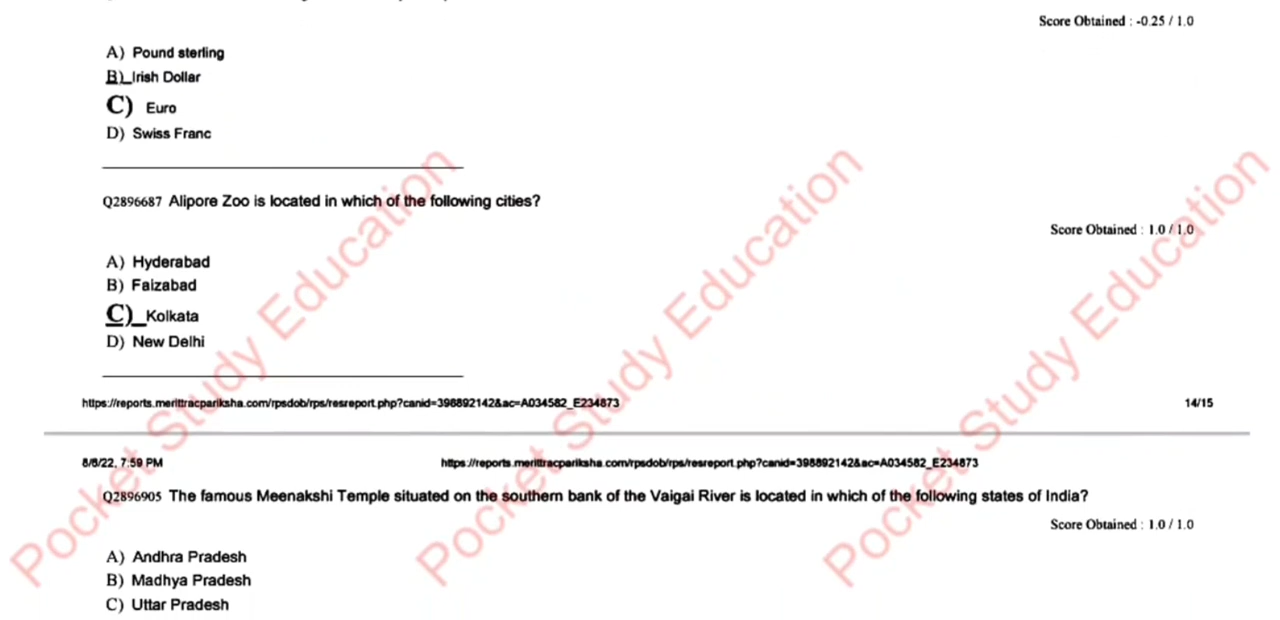 Score Obtained : -0.25 / 1.0
A) Pound sterling
B) Irish Dollar
C) Euro
D) Swiss Franc
Q2896687 Alipore Zoo is located in which of the following cities?
Score Obtained : 1.0 / 1.0
A) Hyderabad
B) Faizabad
C) Kolkata
D) New Delhi
https://reports.merittracpariksha.com/rpsdob/rps/resreport.php?canid=398892142&ac=A034582_E234873 14/15
8/8/22, 7:59 PM https://reports.merittracpariksha.com/rpsdob/rps/resreport.php?canid=398892142&ac=A034582_E234873
Q2896905 The famous Meenakshi Temple situated on the southern bank of the Vaigai River is located in which of the following states of India?
Score Obtained : 1.0 / 1.0
A) Andhra Pradesh
B) Madhya Pradesh
C) Uttar Pradesh
Pocket Study Education
Pocket Study Education
Pocket Study Education